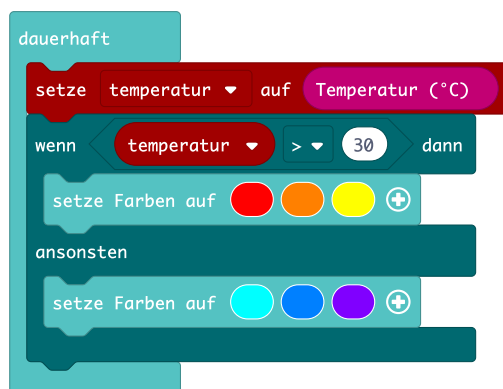 dauerhaft
setze temperatur auf Temperatur (°C)
wenn temperatur > 30 dann
setze Farben auf
ansonsten
setze Farben auf